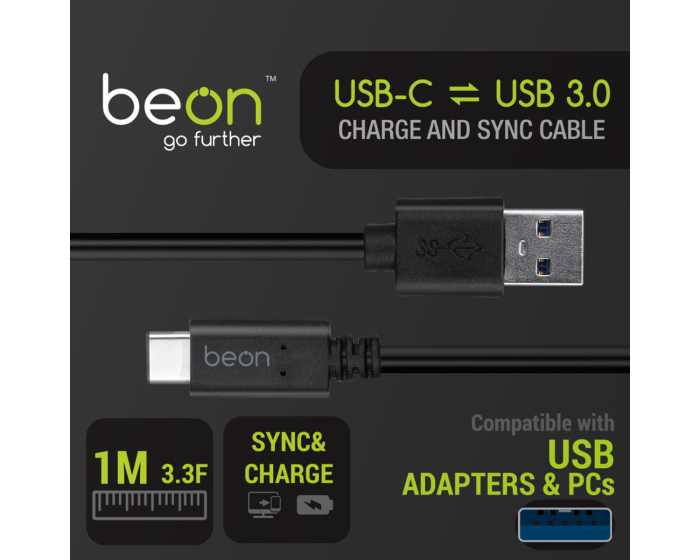 beon™
go further
USB-C ⇌ USB 3.0
CHARGE AND SYNC CABLE
SS
beon
1M 3.3F
SYNC&
CHARGE
Compatible with
USB
ADAPTERS & PCs